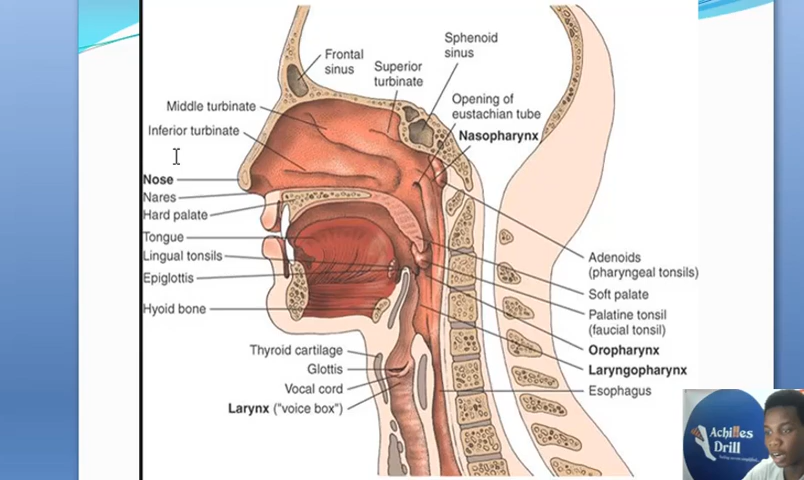 Frontal
sinus
Sphenoid
sinus
Superior
turbinate
Middle turbinate
Inferior turbinate
Opening of
eustachian tube
Nasopharynx
Nose
Nares
Hard palate
Tongue
Lingual tonsils
Epiglottis
Hyoid bone
Thyroid cartilage
Glottis
Vocal cord
Larynx ("voice box")
Adenoids
(pharyngeal tonsils)
Soft palate
Palatine tonsil
(faucial tonsil)
Oropharynx
Laryngopharynx
Esophagus
Achilles
Drill